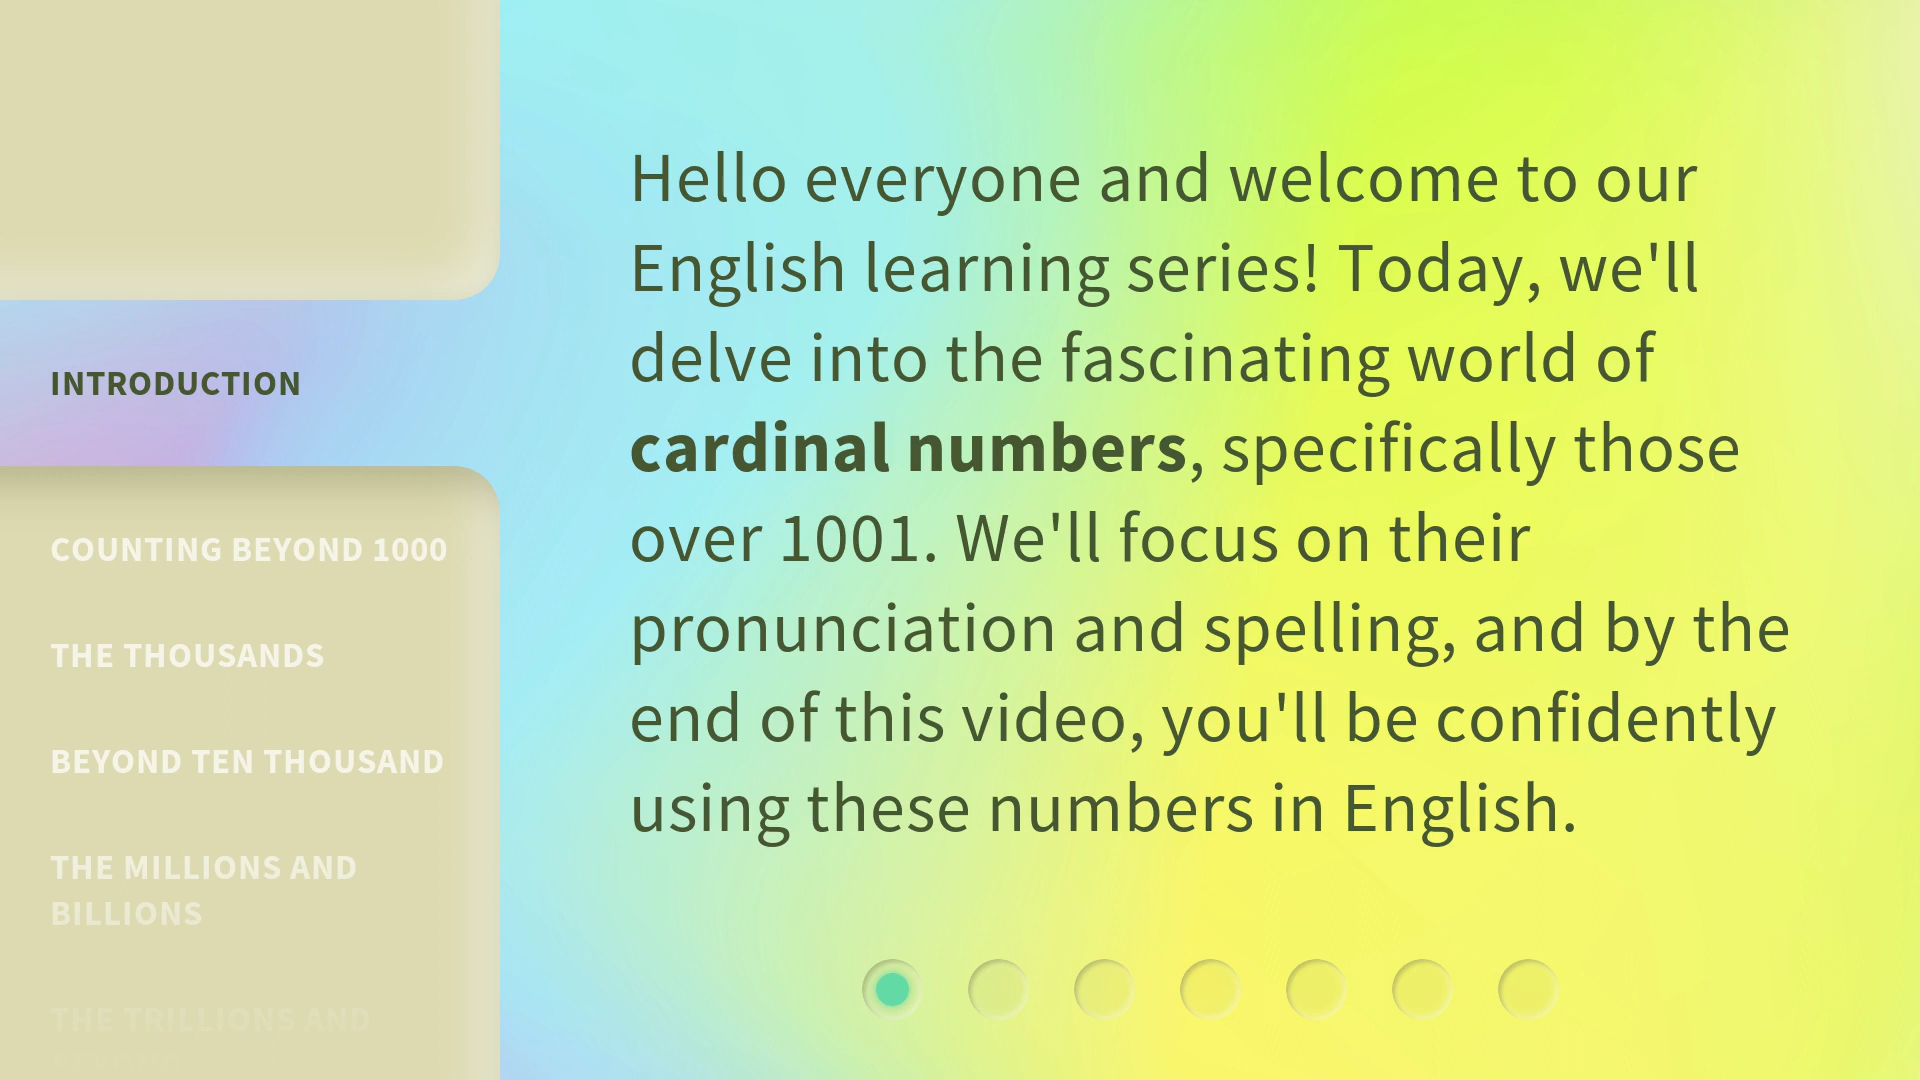 INTRODUCTION
COUNTING BEYOND 1000
THE THOUSANDS
BEYOND TEN THOUSAND
THE MILLIONS AND
BILLIONS
THE TRILLIONS AND
Hello everyone and welcome to our
English learning series! Today, we'll
delve into the fascinating world of
cardinal numbers, specifically those
over 1001. We'll focus on their
pronunciation and spelling, and by the
end of this video, you'll be confidently
using these numbers in English.